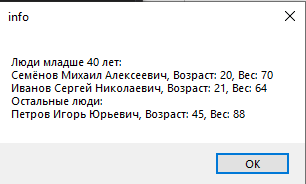 info
Люди младше 40 лет:
Семёнов Михаил Алексеевич, Возраст: 20, Вес: 70
Иванов Сергей Николаевич, Возраст: 21, Вес: 64
Остальные люди:
Петров Игорь Юрьевич, Возраст: 45, Вес: 88
OK